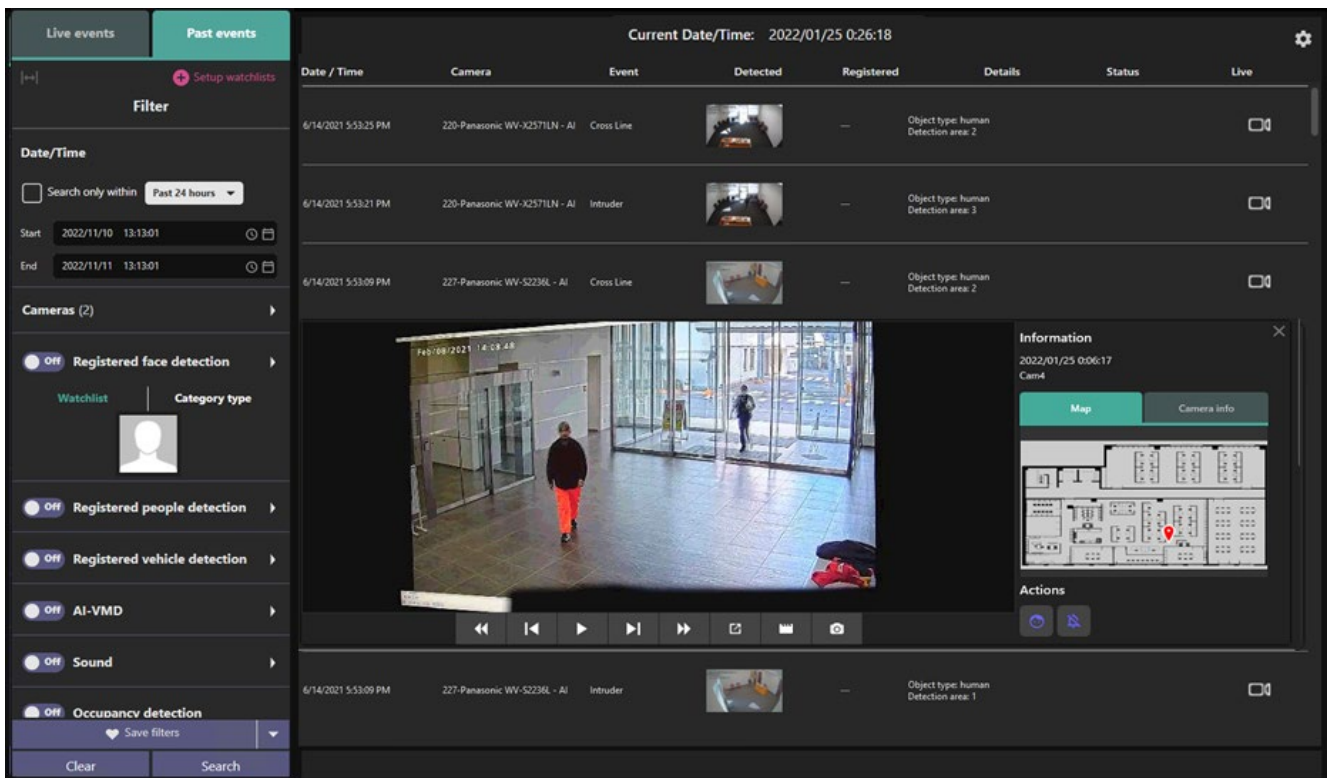 Live events Past events
Current Date/Time: 2022/01/25 0:26:18
Setup watchlists
Filter
Date / Time Camera Event Detected Registered Details Status Live
6/14/2021 5:53:25 PM 220-Panasonic WV-X2571LN - AI Cross Line — Object type: human
Detection area: 2
Date/Time
Search only within Past 24 hours
6/14/2021 5:53:21 PM 220-Panasonic WV-X2571LN - AI Intruder — Object type: human
Detection area: 3
Start 2022/11/10 13:13:01
End 2022/11/11 13:13:01
6/14/2021 5:53:09 PM 227-Panasonic WV-S2236L - AI Cross Line — Object type: human
Detection area: 2
Cameras (2)
Off Registered face detection
Watchlist Category type
Off Registered people detection
Off Registered vehicle detection
Off AI-VMD
Off Sound
Off Occupancy detection
Save filters
Clear Search
Feb/08/2021 14:08:48
Information
2022/01/25 0:06:17
Cam4
Map Camera info
Actions
6/14/2021 5:53:09 PM 227-Panasonic WV-S2236L - AI Intruder — Object type: human
Detection area: 1